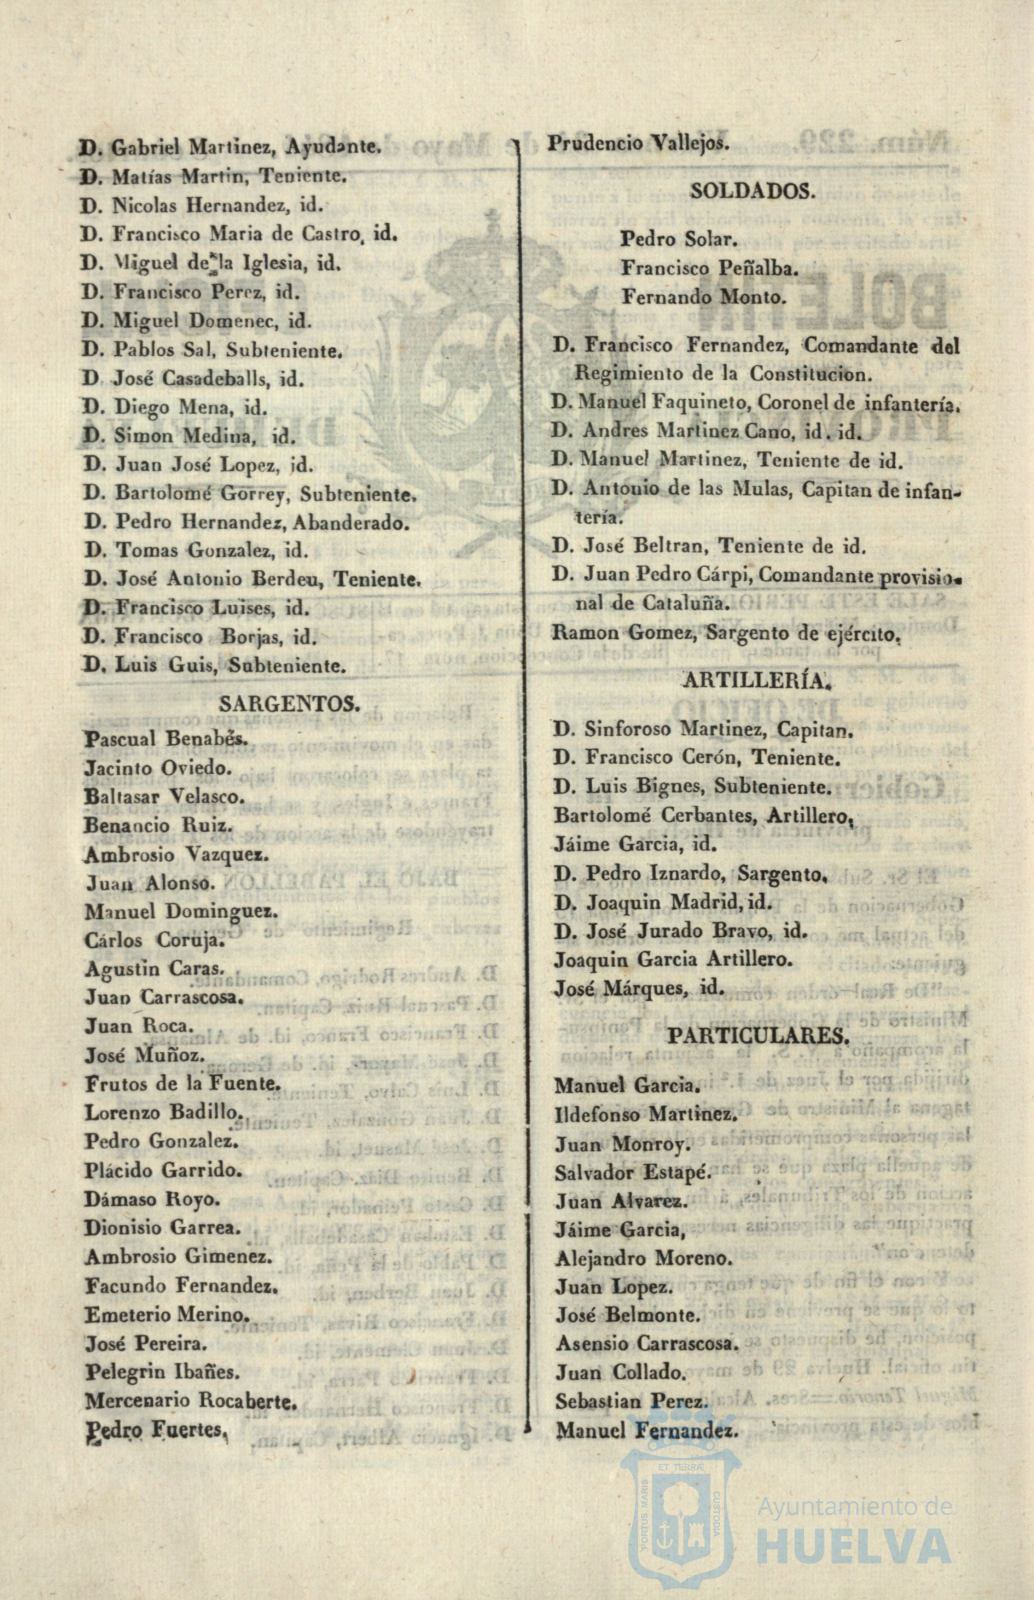 D. Gabriel Martinez, Ayudante.
D. Matías Martin, Teniente.
D. Nicolas Hernandez, id.
D. Francisco Maria de Castro, id.
D. Miguel de la Iglesia, id.
D. Francisco Perez, id.
D. Miguel Domenec, id.
D. Pablos Sal, Subteniente.
D José Casadeballs, id.
D. Diego Mena, id.
D. Simon Medina, id.
D. Juan José Lopez, id.
D. Bartolomé Gorrey, Subteniente.
D. Pedro Hernandez, Abanderado.
D. Tomas Gonzalez, id.
D. José Antonio Berdeu, Teniente.
D. Francisco Luises, id.
D. Francisco Borjas, id.
D. Luis Guis, Subteniente.
SARGENTOS.
Pascual Benabés.
Jacinto Oviedo.
Baltasar Velasco.
Benancio Ruiz.
Ambrosio Vazquez.
Juan Alonso.
Manuel Dominguez.
Cárlos Coruja.
Agustin Caras.
Juan Carrascosa.
Juan Roca.
José Muñoz.
Frutos de la Fuente.
Lorenzo Badillo.
Pedro Gonzalez.
Plácido Garrido.
Dámaso Royo.
Dionisio Garrea.
Ambrosio Gimenez.
Facundo Fernandez.
Emeterio Merino.
José Pereira.
Pelegrin Ibañes.
Mercenario Rocaberte.
Pedro Fuertes.
Prudencio Vallejos.
SOLDADOS.
Pedro Solar.
Francisco Peñalba.
Fernando Monto.
D. Francisco Fernandez, Comandante del
Regimiento de la Constitucion.
D. Manuel Faquineto, Coronel de infantería.
D. Andres Martinez Cano, id. id.
D. Manuel Martinez, Teniente de id.
D. Antonio de las Mulas, Capitan de infan-
tería.
D. José Beltran, Teniente de id.
D. Juan Pedro Cárpi, Comandante provisio-
nal de Cataluña.
Ramon Gomez, Sargento de ejército.
ARTILLERÍA.
D. Sinforoso Martinez, Capitan.
D. Francisco Cerón, Teniente.
D. Luis Bignes, Subteniente.
Bartolomé Cerbantes, Artillero.
Jáime Garcia, id.
D. Pedro Iznardo, Sargento.
D. Joaquin Madrid, id.
D. José Jurado Bravo, id.
Joaquin Garcia Artillero.
José Márques, id.
PARTICULARES.
Manuel Garcia.
Ildefonso Martinez.
Juan Monroy.
Salvador Estapé.
Juan Alvarez.
Jáime Garcia,
Alejandro Moreno.
Juan Lopez.
José Belmonte.
Asensio Carrascosa.
Juan Collado.
Sebastian Perez.
Manuel Fernandez.
PORTUS MARIS
ET TERRÆ
CUSTODIA
Ayuntamiento de
HUELVA